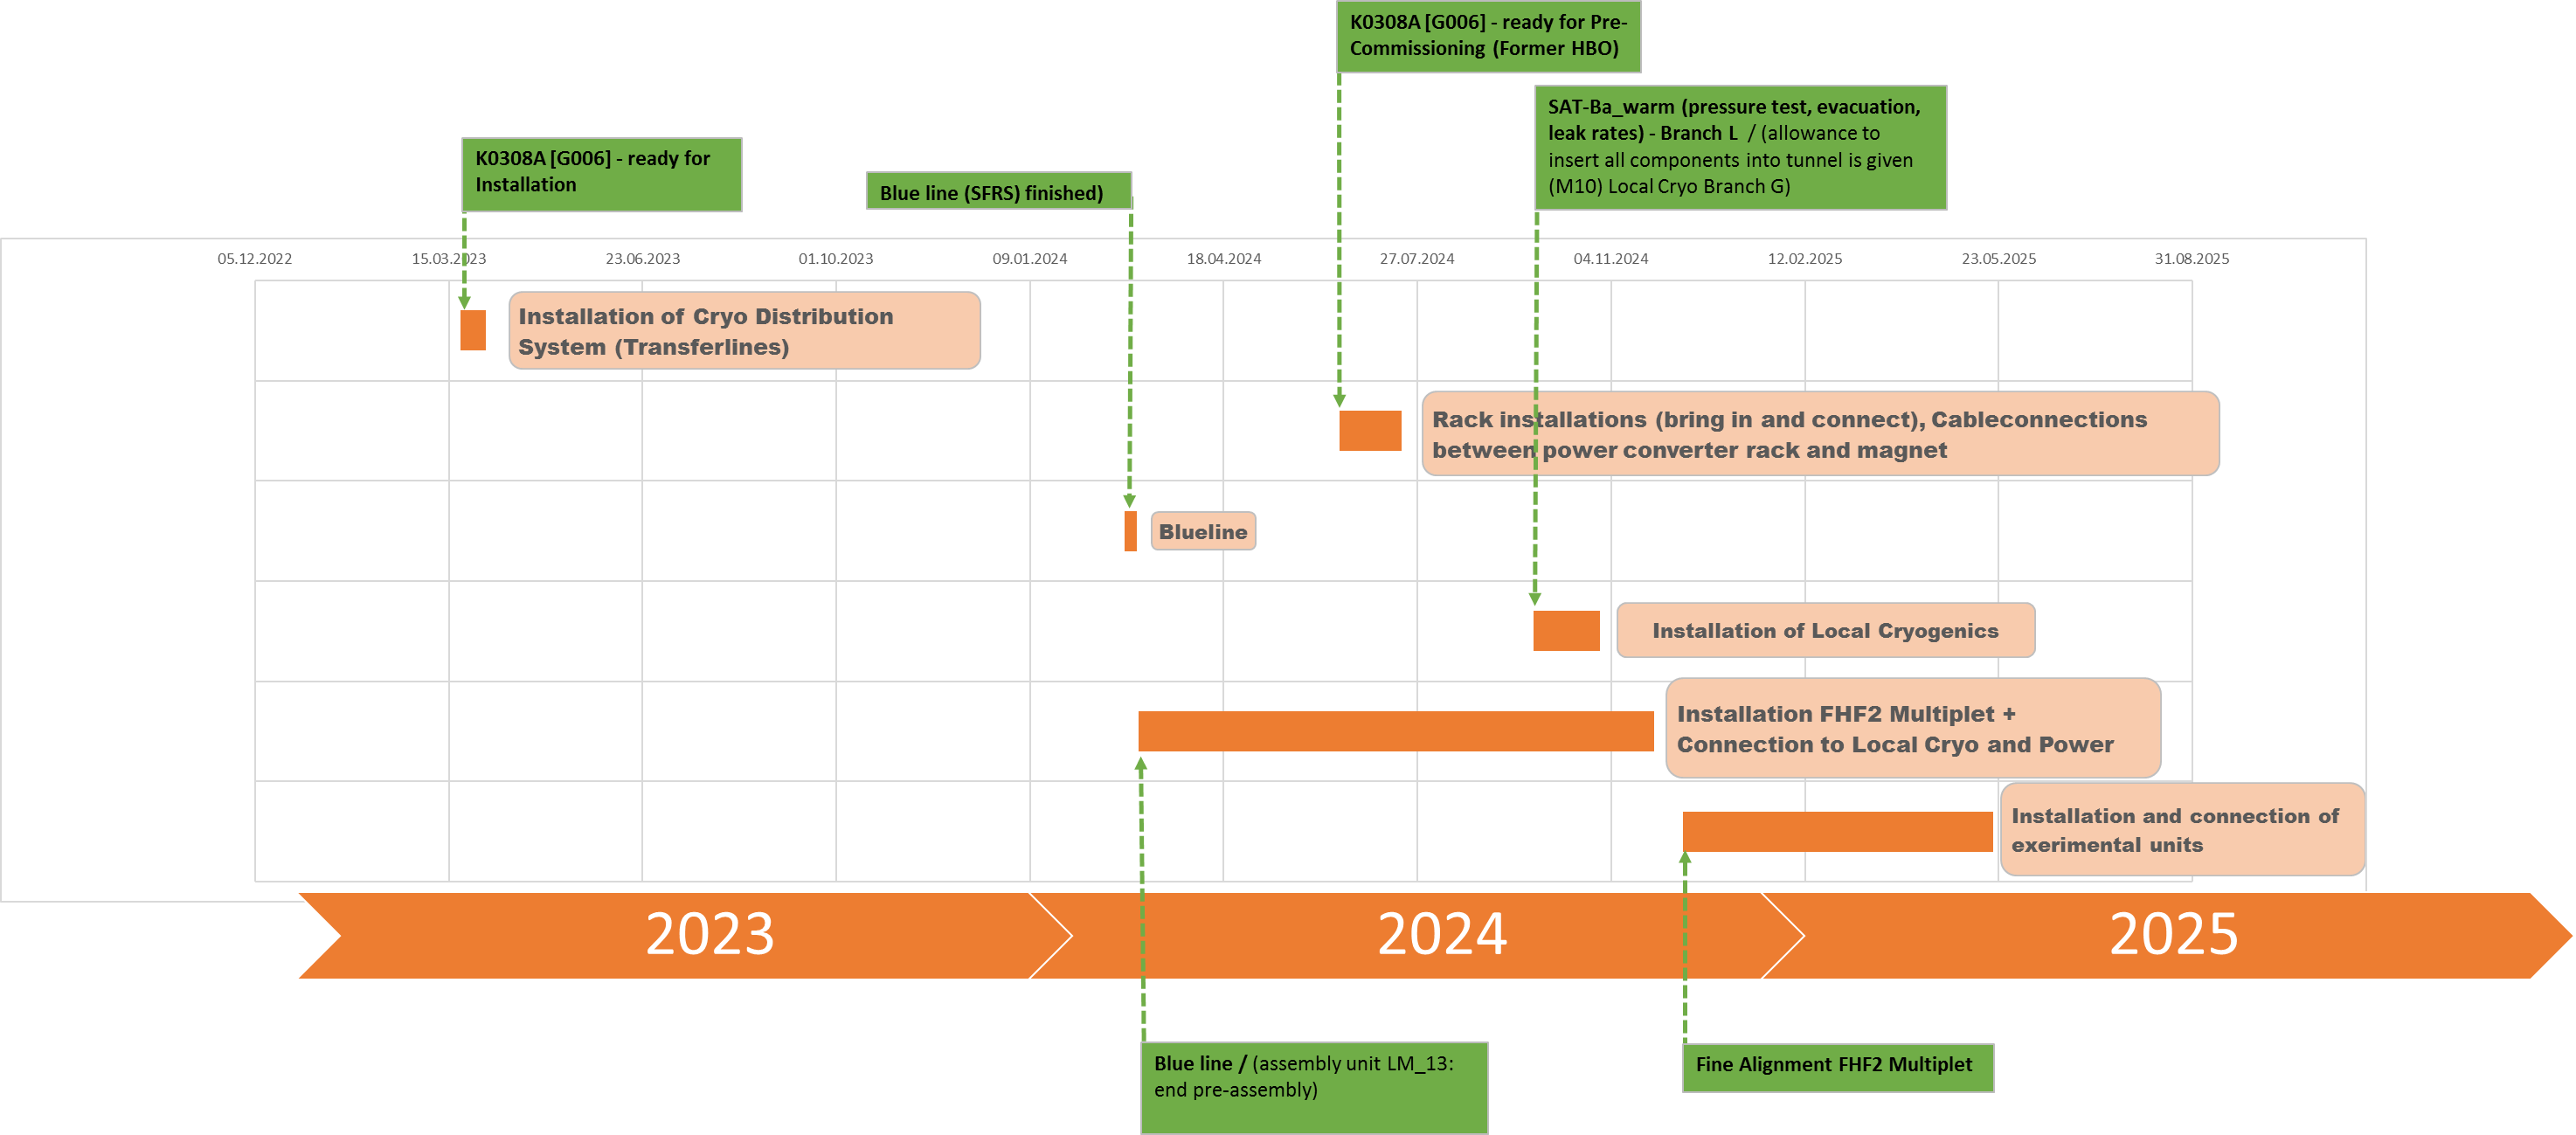 K0308A [G006] - ready for Pre-
Commissioning (Former HBO)
SAT-Ba_warm (pressure test, evacuation,
leak rates) - Branch L / (allowance to
insert all components into tunnel is given
(M10) Local Cryo Branch G)
K0308A [G006] - ready for
Installation
Blue line (SFRS) finished)
05.12.2022
15.03.2023
23.06.2023
01.10.2023
09.01.2024
18.04.2024
27.07.2024
04.11.2024
12.02.2025
23.05.2025
31.08.2025
Installation of Cryo Distribution
System (Transferlines)
Rack installations (bring in and connect), Cableconnections
between power converter rack and magnet
Blueline
Installation of Local Cryogenics
Installation FHF2 Multiplet +
Connection to Local Cryo and Power
Installation and connection of
exerimental units
2023
2024
2025
Blue line / (assembly unit LM_13:
end pre-assembly)
Fine Alignment FHF2 Multiplet